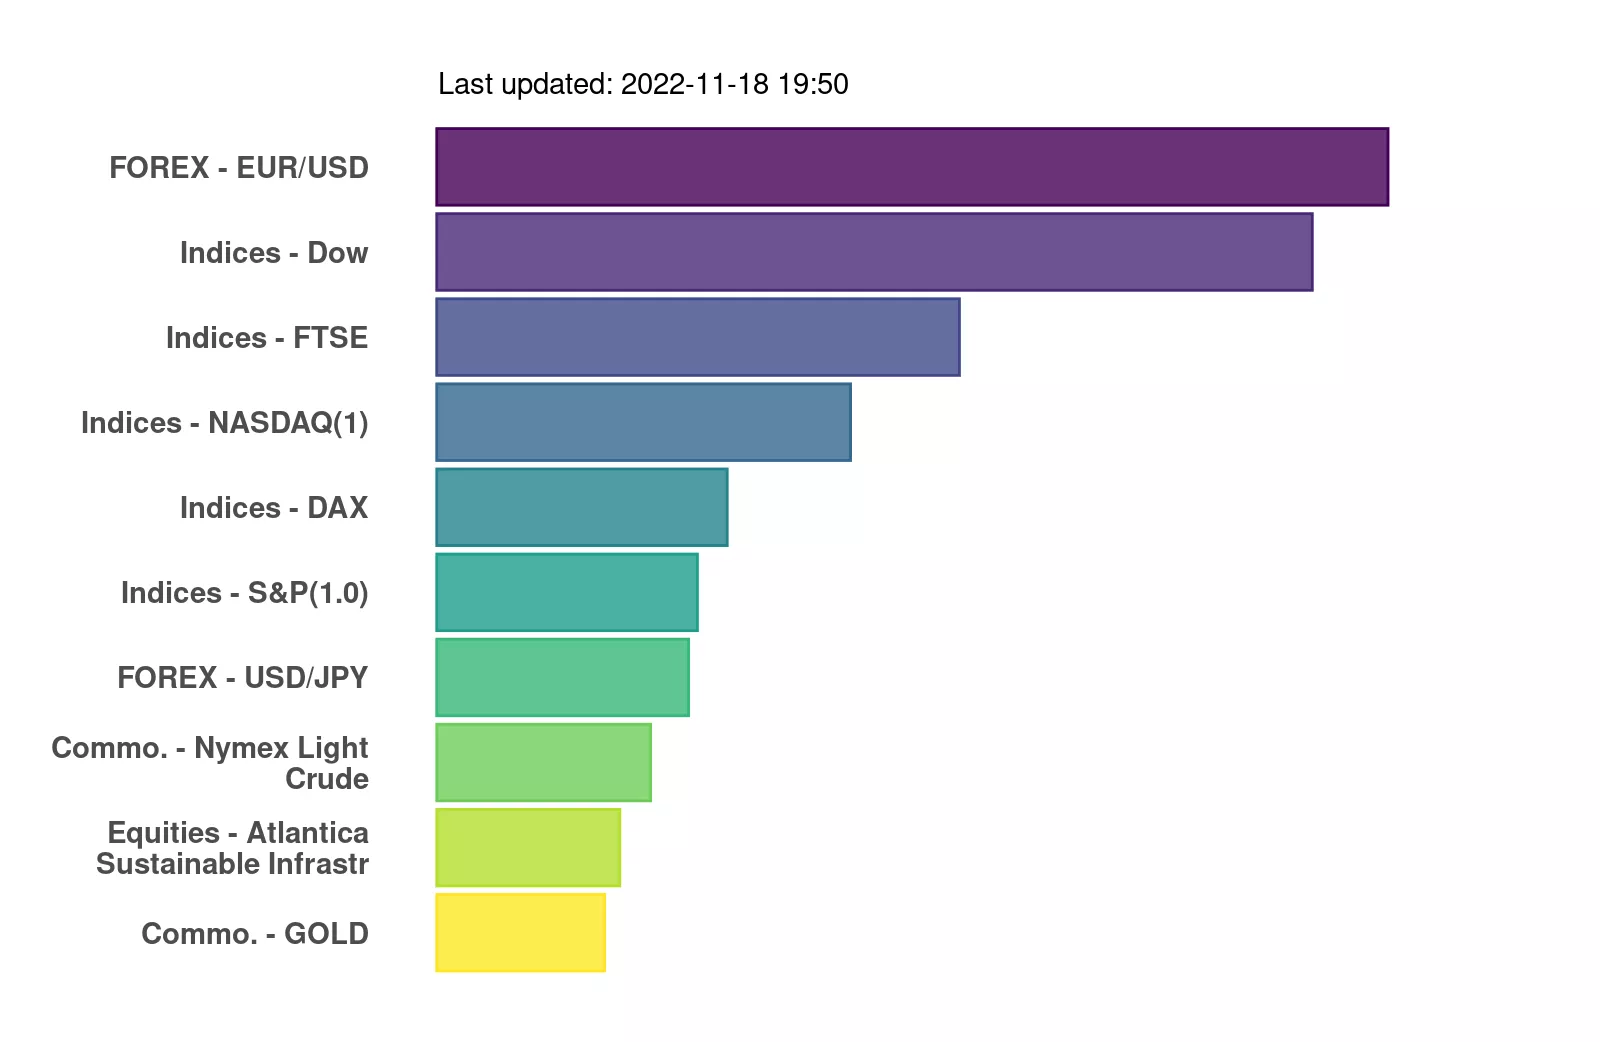 Last updated: 2022-11-18 19:50
FOREX - EUR/USD
Indices - Dow
Indices - FTSE
Indices - NASDAQ(1)
Indices - DAX
Indices - S&P(1.0)
FOREX - USD/JPY
Commo. - Nymex Light
Crude
Equities - Atlantica
Sustainable Infrastr
Commo. - GOLD